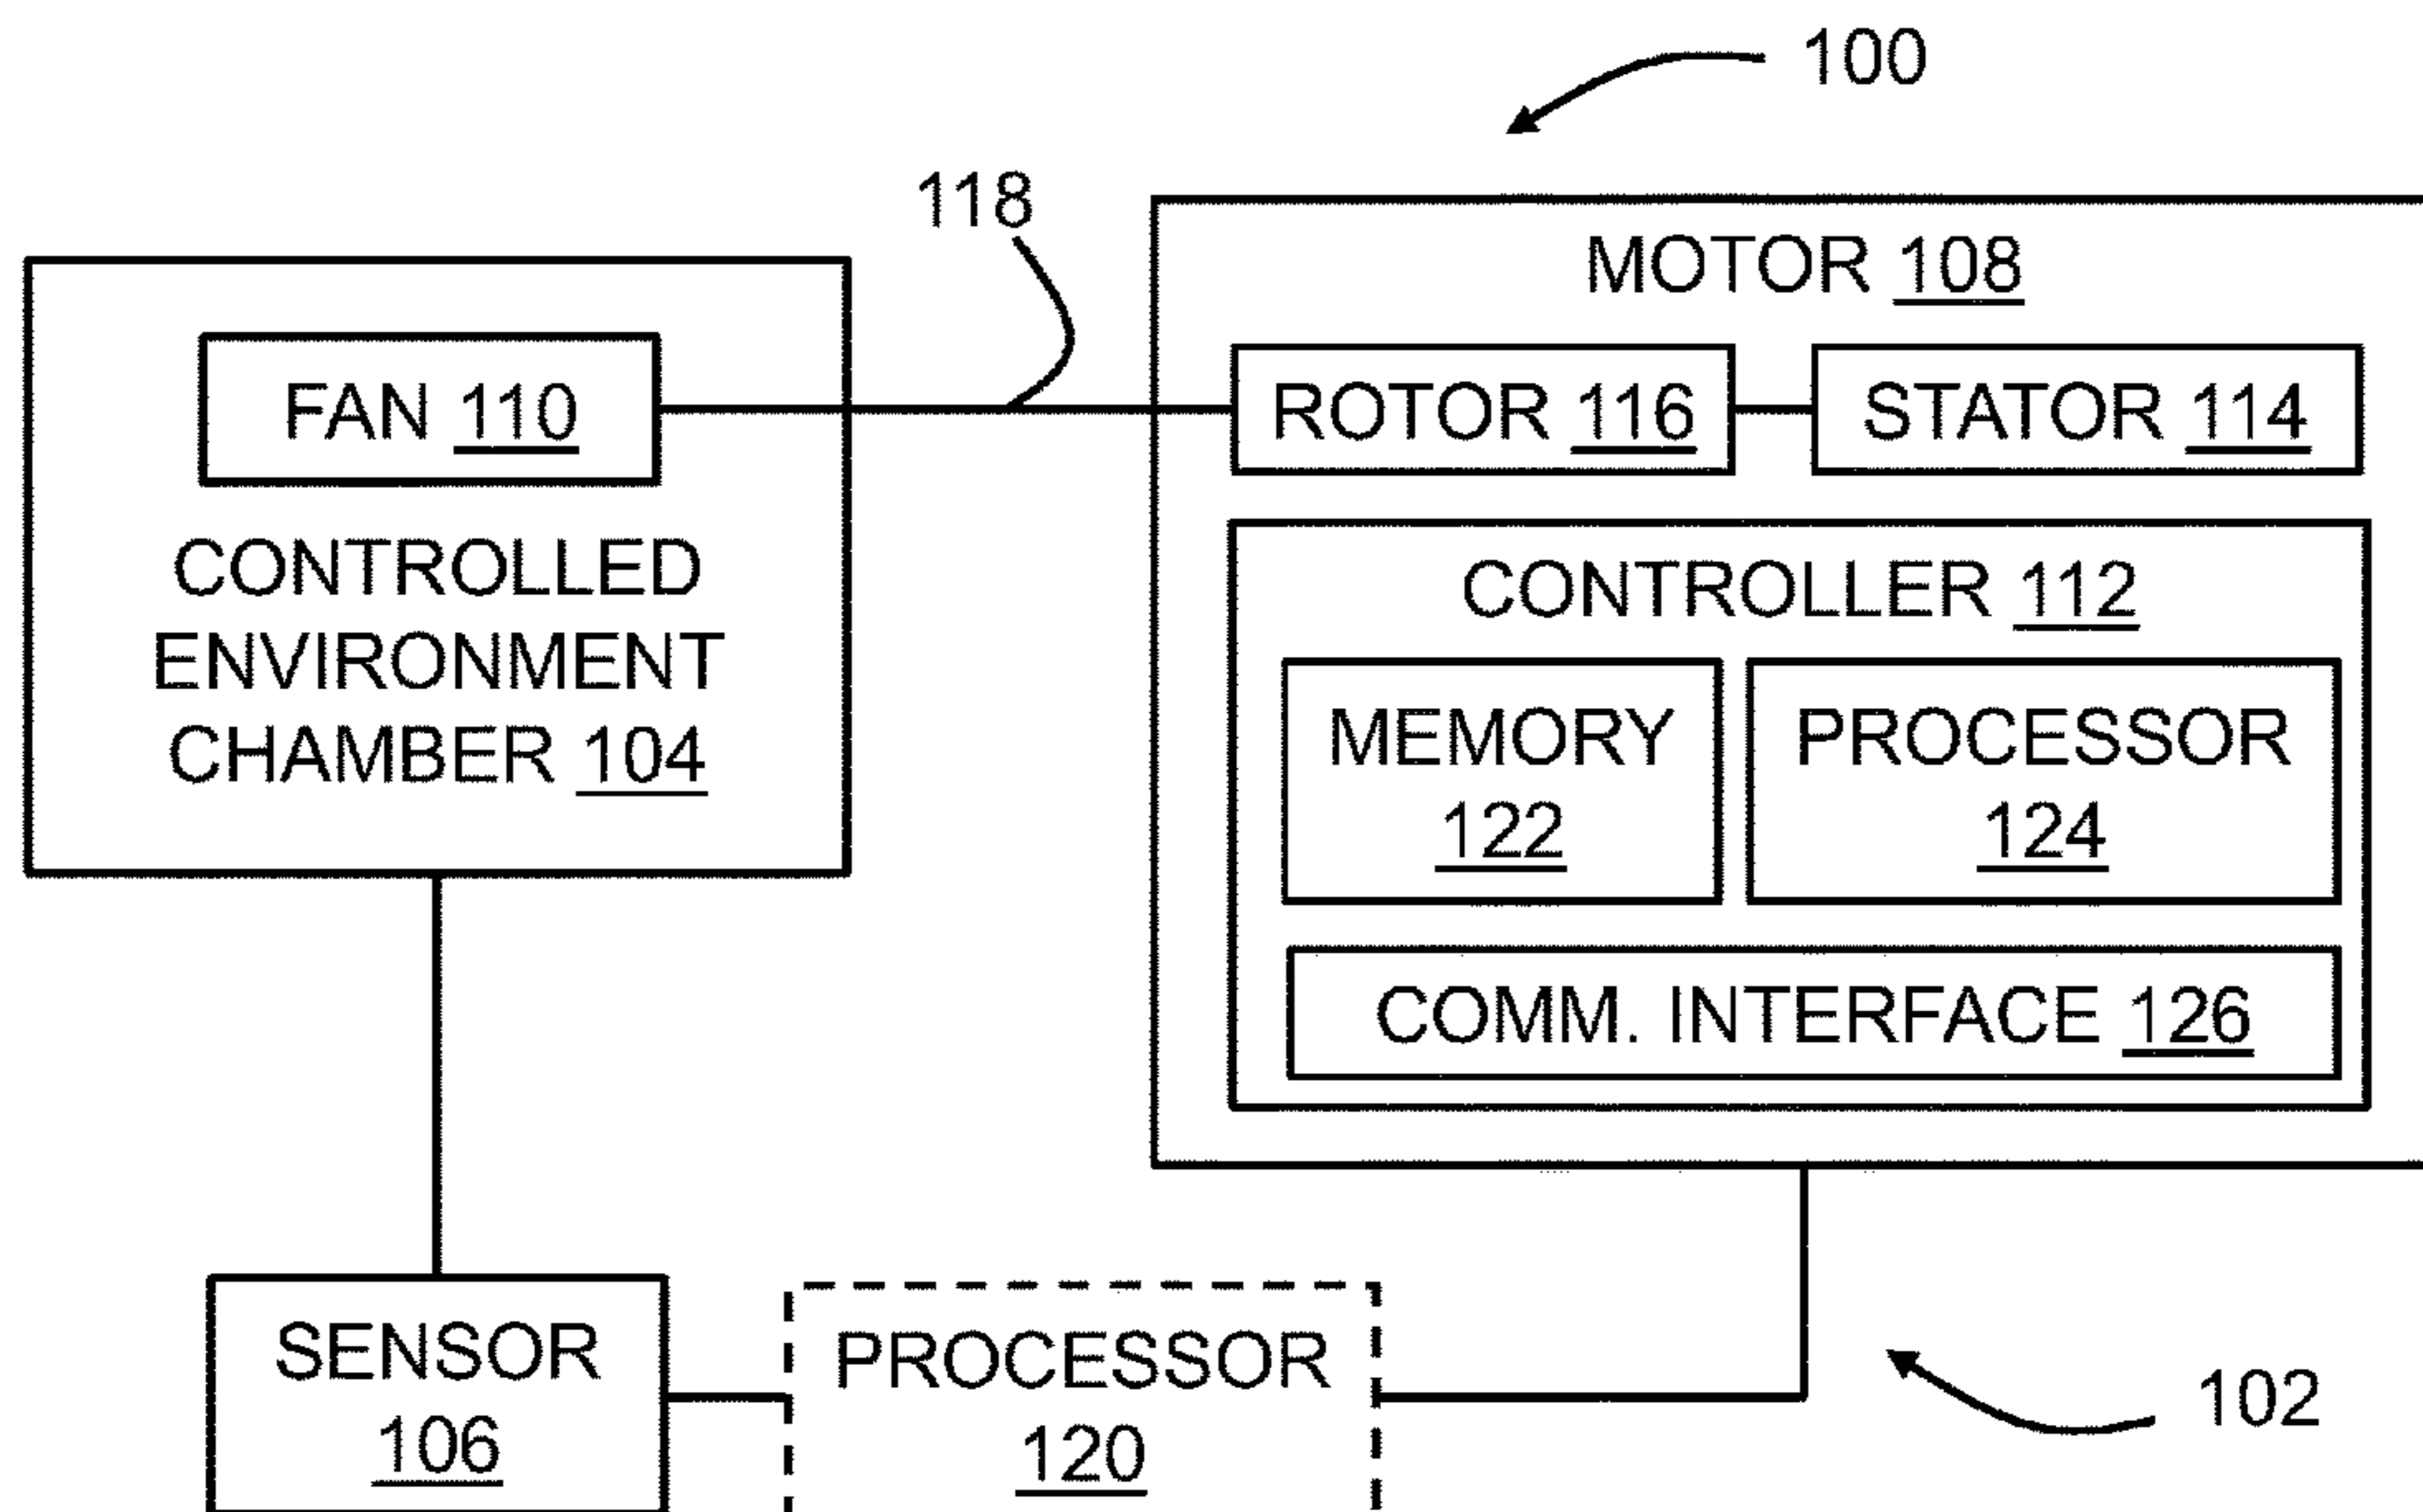 100
118
MOTOR 108
FAN 110
ROTOR 116
STATOR 114
CONTROLLED
ENVIRONMENT
CHAMBER 104
CONTROLLER 112
MEMORY
122
PROCESSOR
124
COMM. INTERFACE 126
SENSOR
106
PROCESSOR
120
102